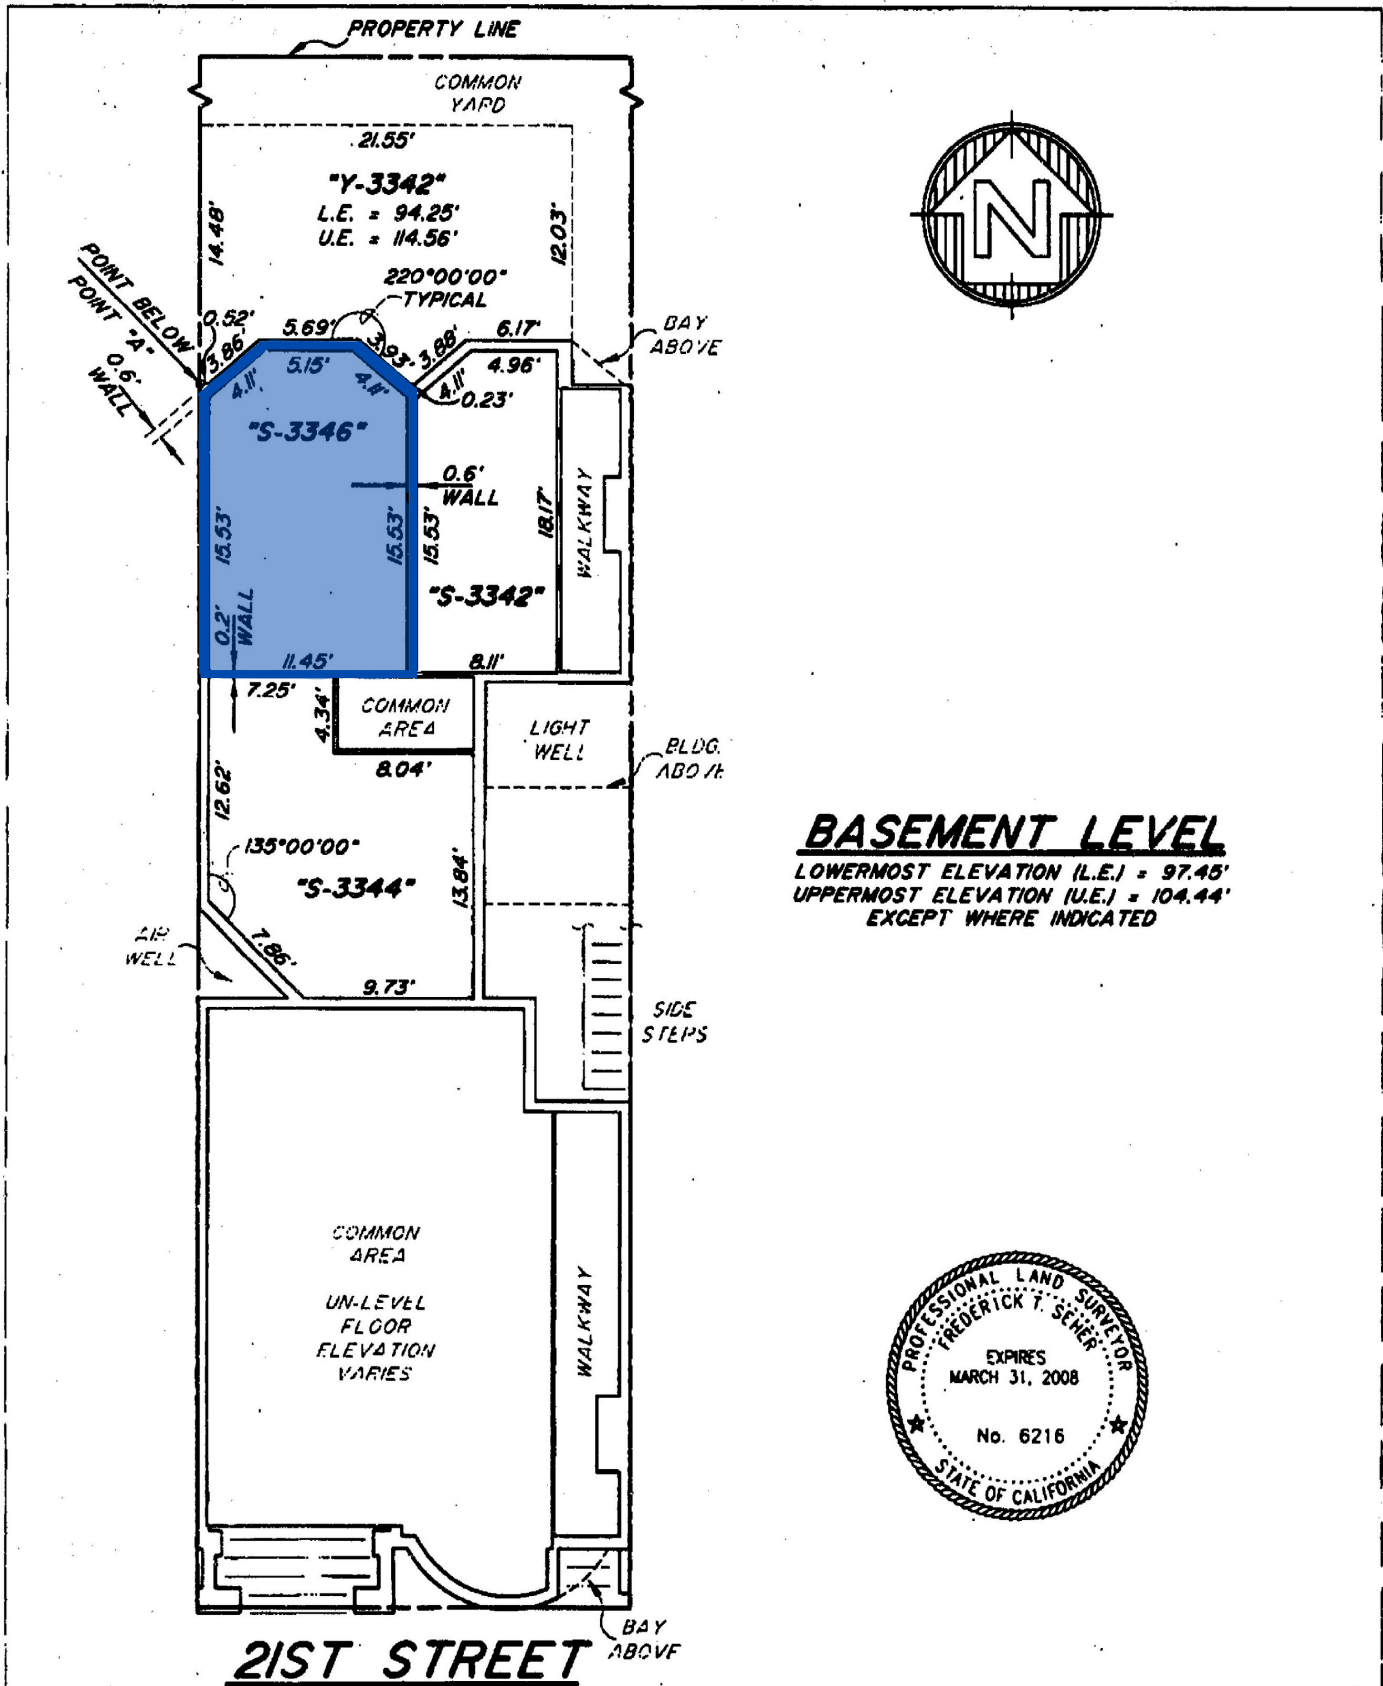 PROPERTY LINE
COMMON
YARD
21.55'
"Y-3342"
L.E. = 94.25'
U.E. = 114.56'
14.48'
12.03'
220°00'00"
TYPICAL
POINT BELOW
POINT "A"
0.52'
3.86'
5.69'
3.93'
3.88'
6.17'
BAY
ABOVE
0.6'
WALL
4.11'
5.15'
4.11'
4.11'
4.96'
0.23'
"S-3346"
0.6'
WALL
15.53'
15.53'
15.53'
18.17'
WALKWAY
"S-3342"
0.2'
WALL
11.45'
8.11'
7.25'
4.34'
COMMON
AREA
LIGHT
WELL
BLDG.
ABOVE
8.04'
12.62'
135°00'00"
"S-3344"
13.84'
AIR
WELL
7.86'
9.73'
SIDE
STEPS
N
BASEMENT LEVEL
LOWERMOST ELEVATION (L.E.) = 97.45'
UPPERMOST ELEVATION (U.E.) = 104.44'
EXCEPT WHERE INDICATED
COMMON
AREA
UN-LEVEL
FLOOR
ELEVATION
VARIES
WALKWAY
PROFESSIONAL LAND SURVEYOR
FREDERICK T. SEHER
EXPIRES
MARCH 31, 2008
No. 6216
STATE OF CALIFORNIA
BAY
ABOVE
21ST STREET